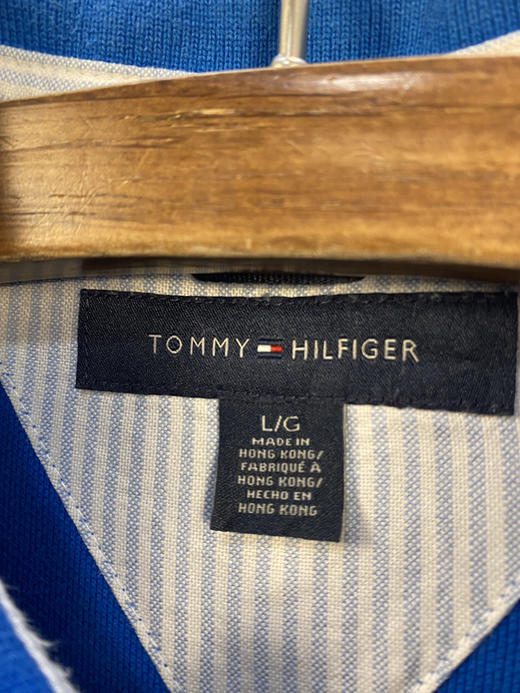 TOMMY HILFIGER
L/G
MADE IN
HONG KONG/
FABRIQUÉ À
HONG KONG/
HECHO EN
HONG KONG